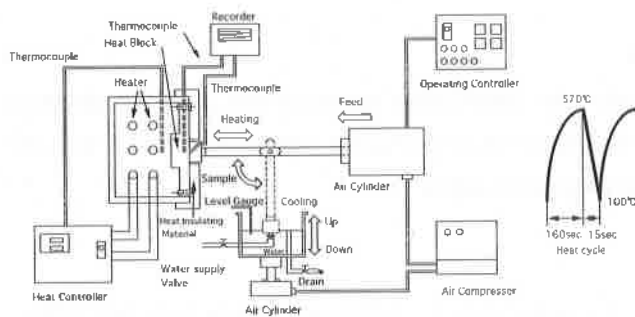 Recorder
Thermocouple
Heat Block
Thermocouple
Heater
Thermocouple
Operating Controller
Feed
Heating
570℃
Air Cylinder
Sample
Level Gauge
Cooling
100℃
Up
Heat Insulating
Material
Water
Down
160sec
15sec
Heat cycle
Water supply
Valve
Drain
Heat Controller
Air Cylinder
Air Compresser